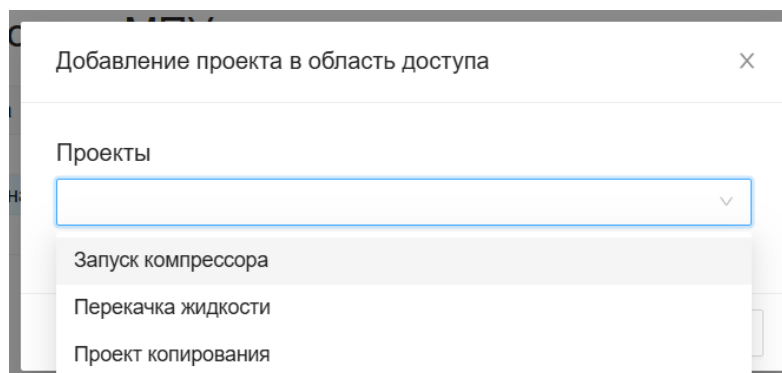 Добавление проекта в область доступа
Проекты
Запуск компрессора
Перекачка жидкости
Проект копирования